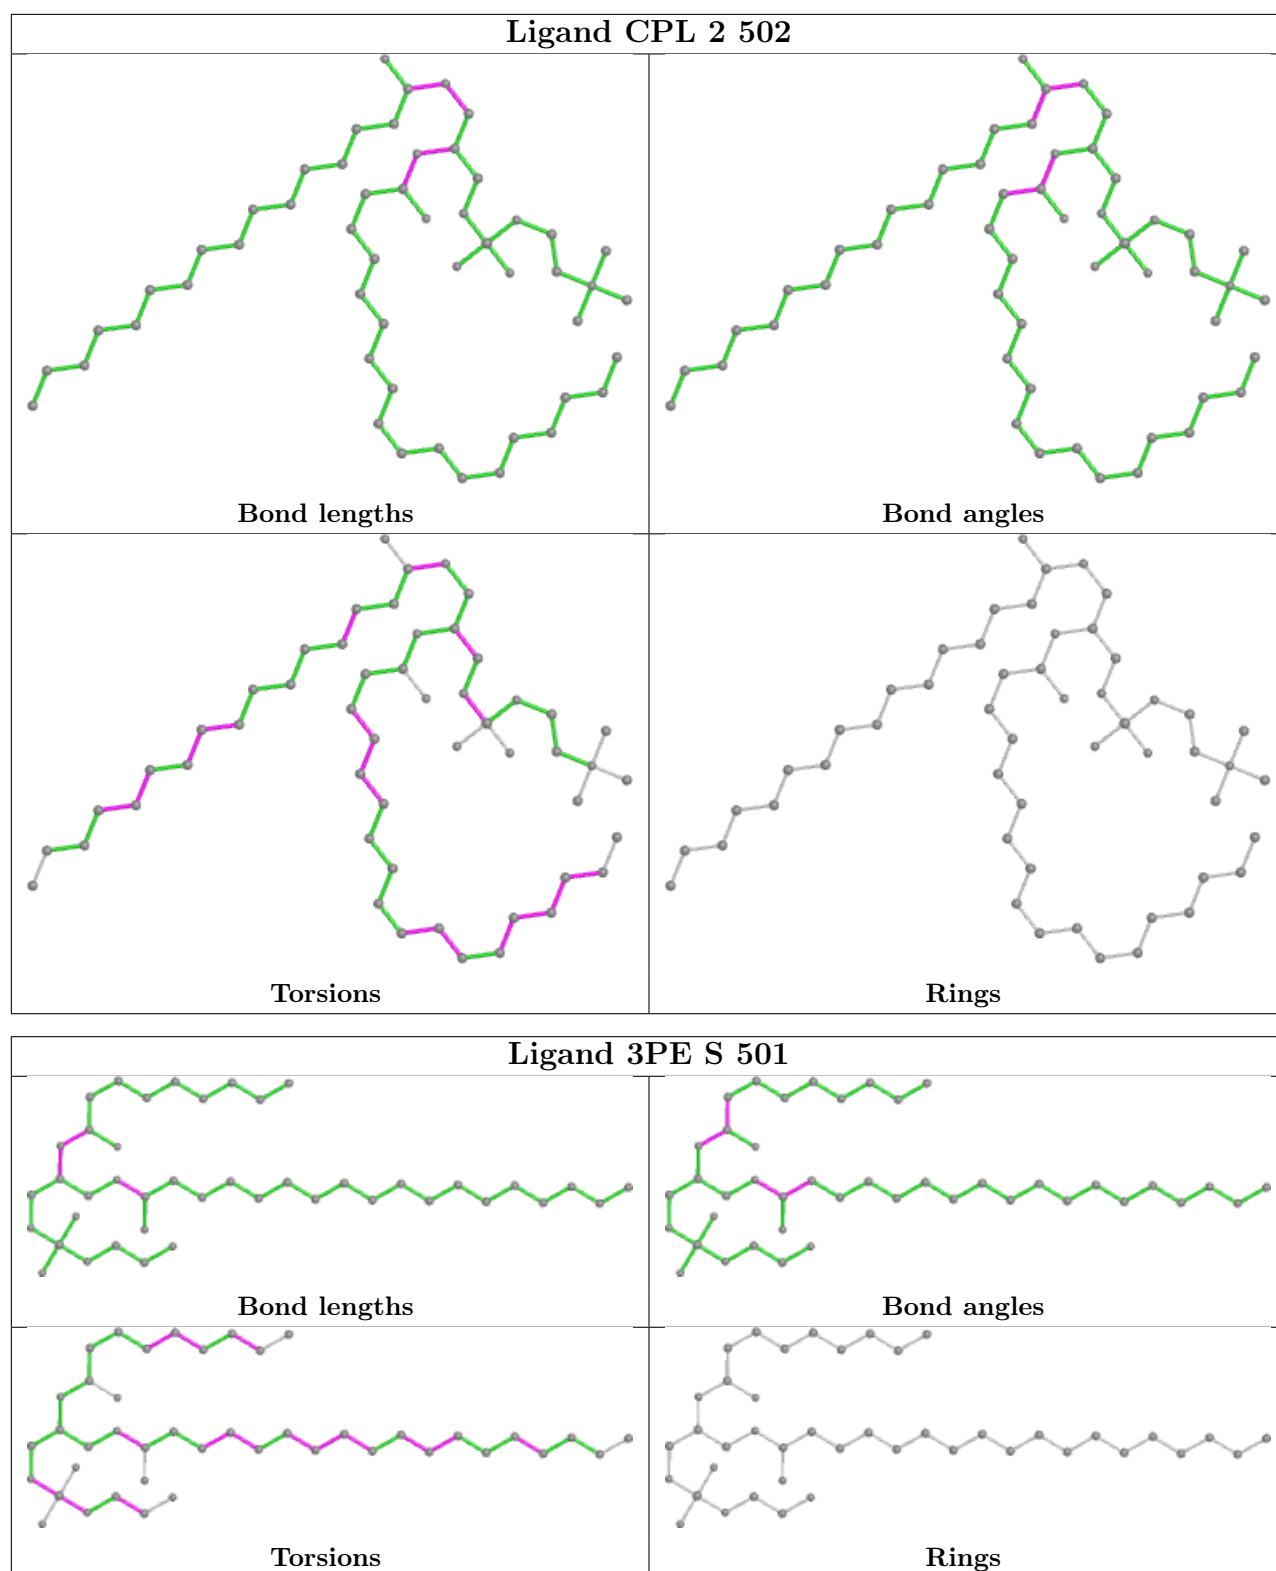 Ligand CPL 2 502
Bond lengths
Bond angles
Torsions
Rings
Ligand 3PE S 501
Bond lengths
Bond angles
Torsions
Rings